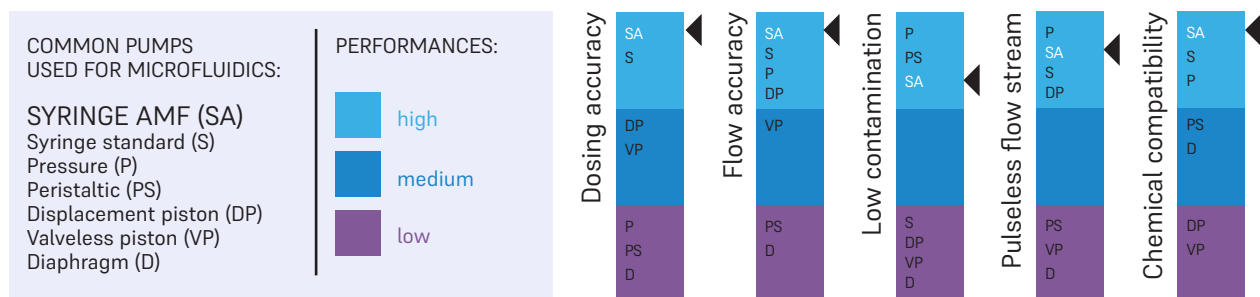 COMMON PUMPS
USED FOR MICROFLUIDICS:
SYRINGE AMF (SA)
Syringe standard (S)
Pressure (P)
Peristaltic (PS)
Displacement piston (DP)
Valveless piston (VP)
Diaphragm (D)
PERFORMANCES:
high
medium
low
Dosing accuracy
SA
S
DP
VP
P
PS
D
Flow accuracy
SA
S
P
DP
VP
PS
D
Low contamination
P
PS
SA
S
DP
VP
D
Pulseless flow stream
P
SA
S
DP
PS
VP
D
Chemical compatibility
SA
S
P
PS
D
DP
VP